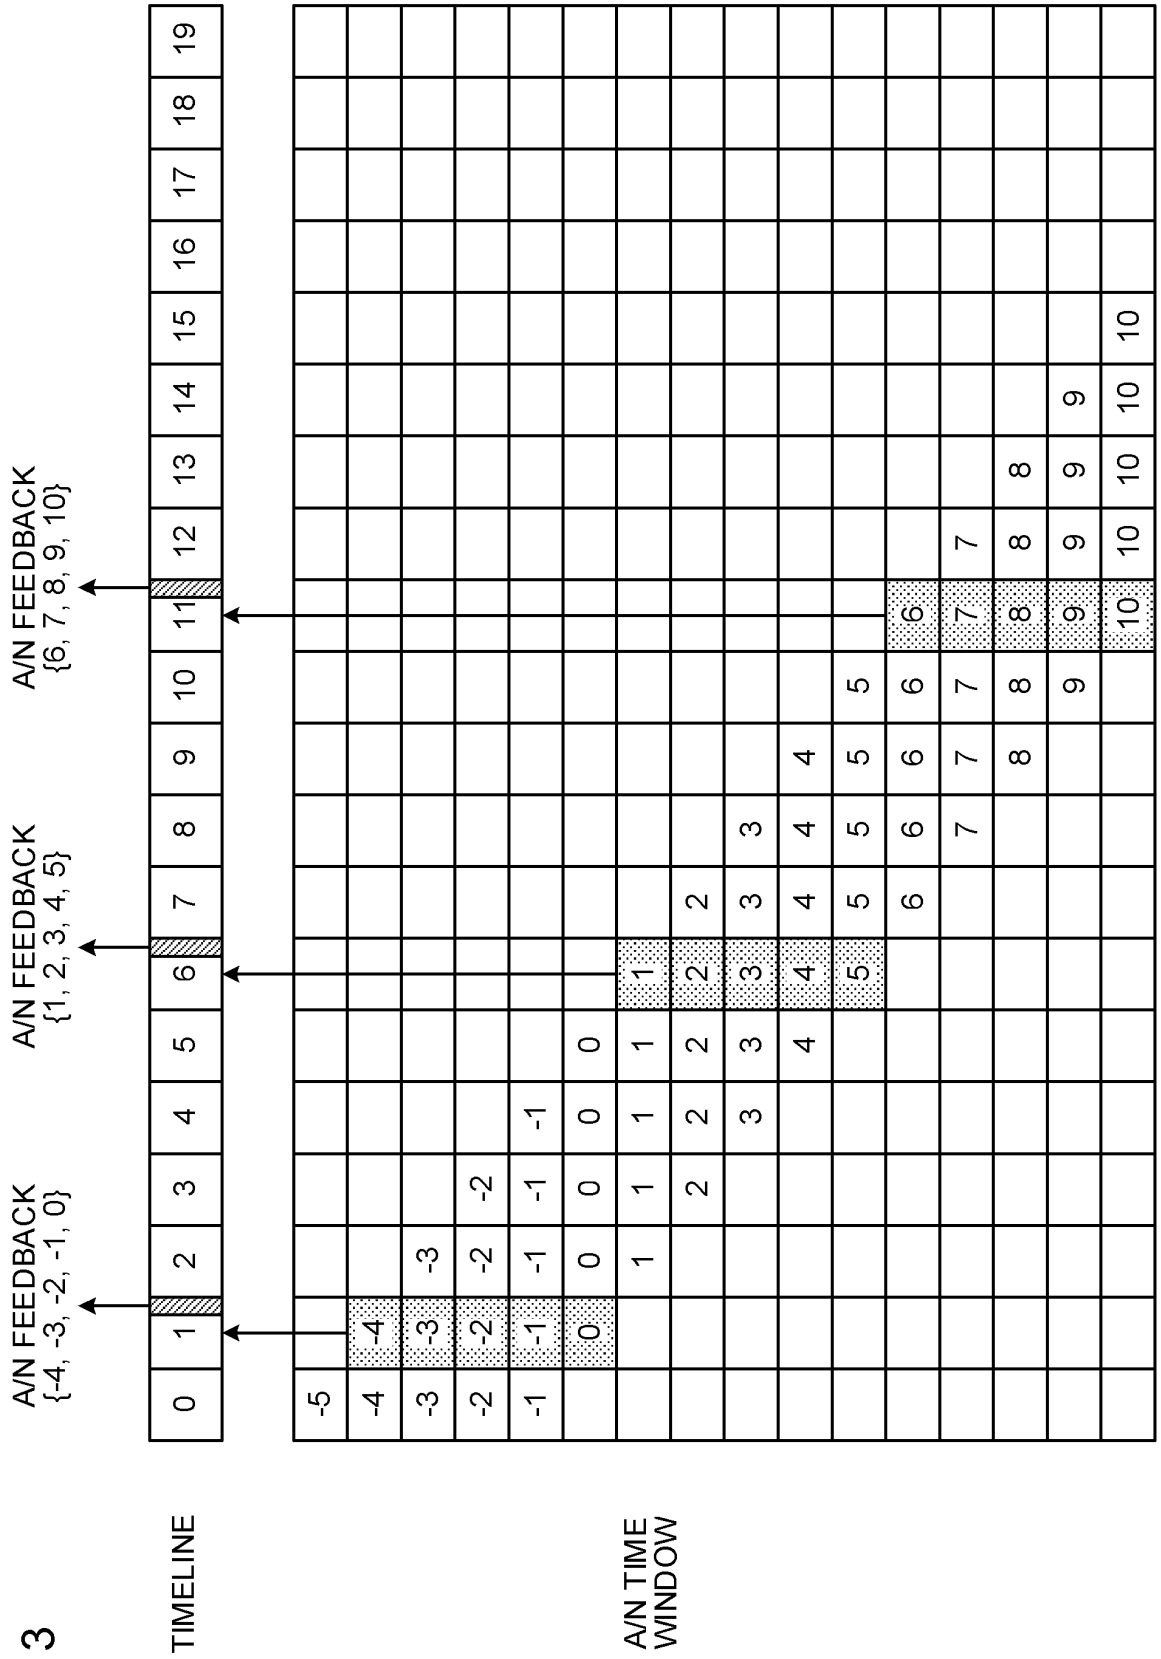 3
A/N FEEDBACK
{-4, -3, -2, -1, 0}
A/N FEEDBACK
{1, 2, 3, 4, 5}
A/N FEEDBACK
{6, 7, 8, 9, 10}
TIMELINE
0 1 2 3 4 5 6 7 8 9 10 11 12 13 14 15 16 17 18 19
A/N TIME
WINDOW
-5
-4 -4
-3 -3 -3
-2 -2 -2 -2
-1 -1 -1 -1 -1
0 0 0 0 0
1 1 1 1 1
2 2 2 2 2
3 3 3 3 3
4 4 4 4 4
5 5 5 5 5
6 6 6 6 6
7 7 7 7 7
8 8 8 8 8
9 9 9 9 9
10 10 10 10 10